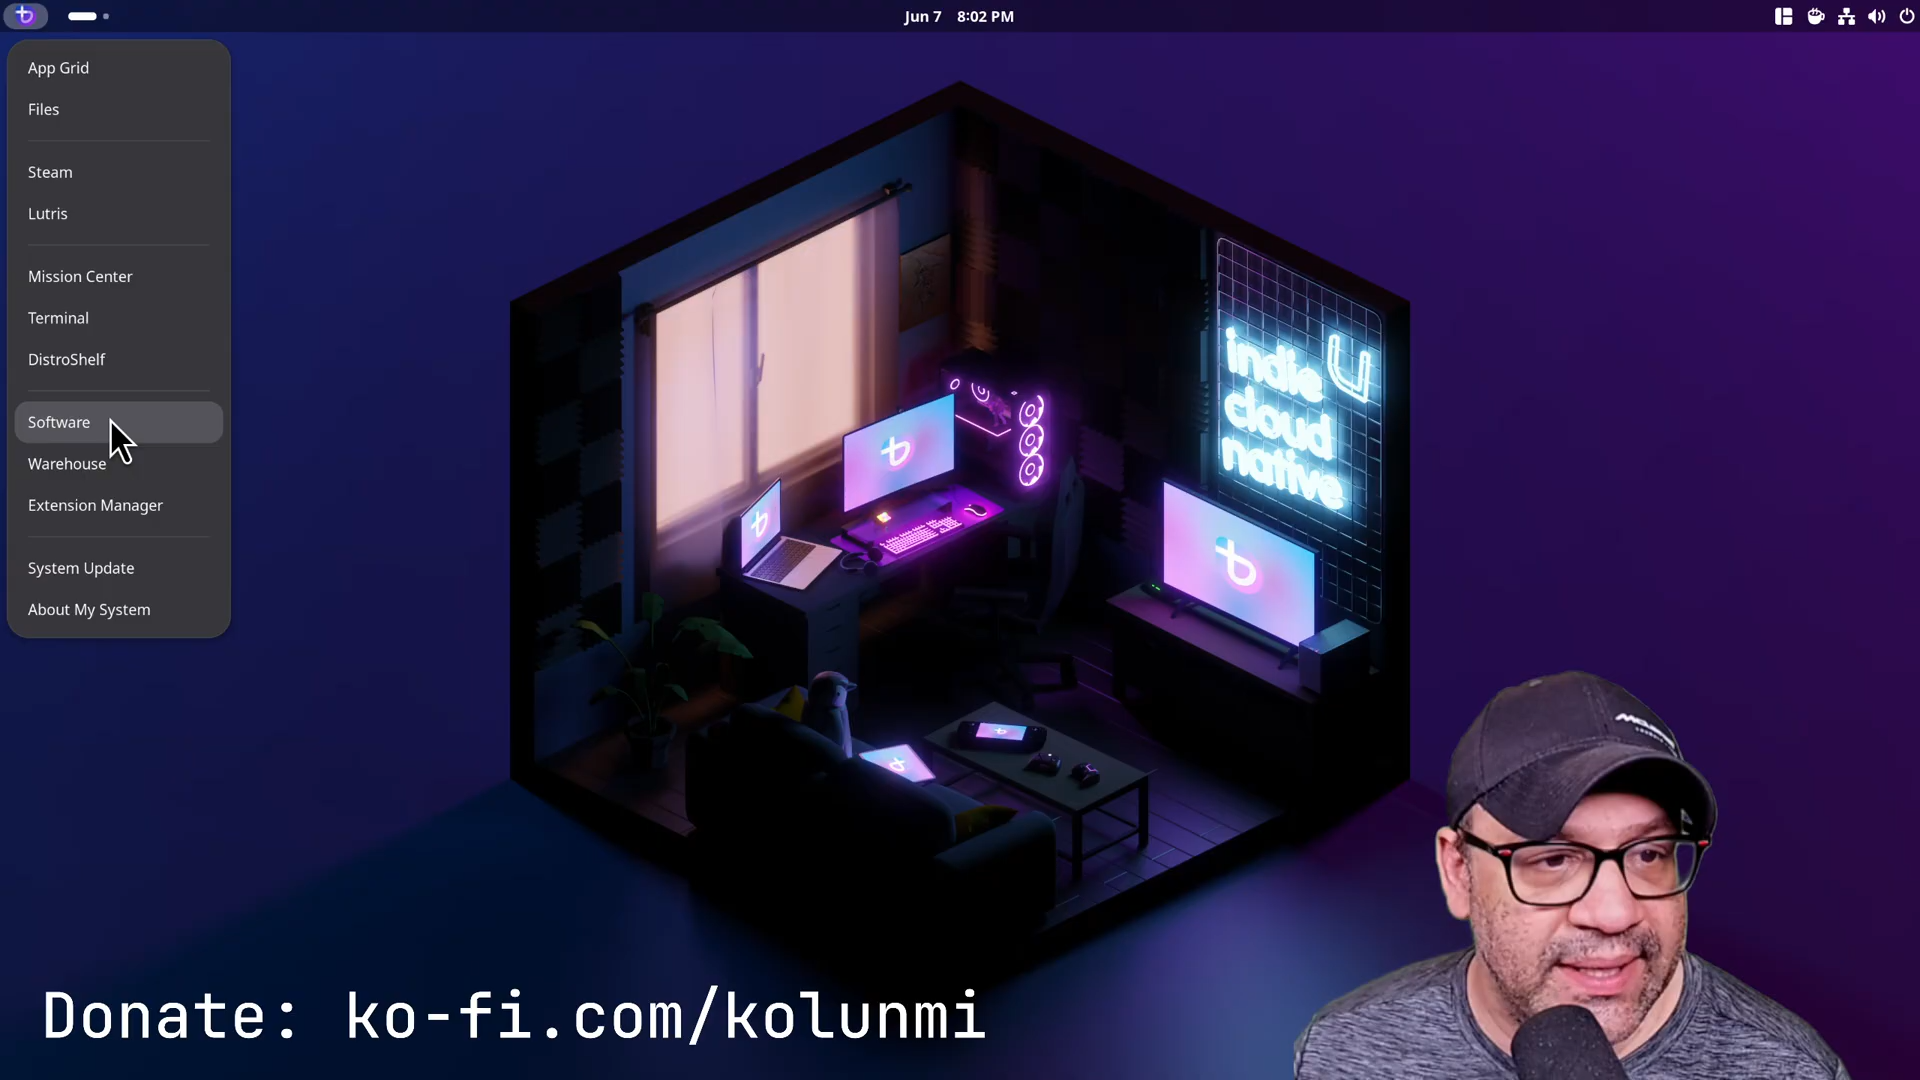 Jun 7 8:02 PM
App Grid
Files
Steam
Lutris
Mission Center
Terminal
DistroShelf
Software
Warehouse
Extension Manager
System Update
About My System
indie
cloud
native
U
Donate: ko-fi.com/kolunmi